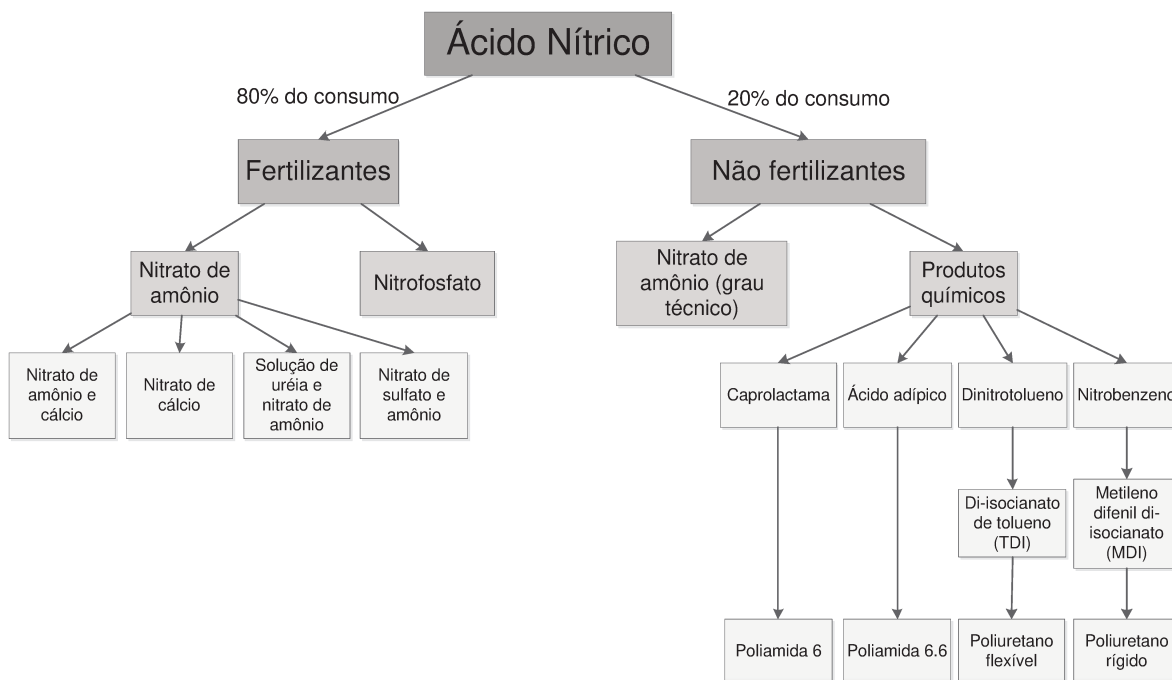 Ácido Nítrico
80% do consumo
20% do consumo
Fertilizantes
Não fertilizantes
Nitrato de
amônio
Nitrofosfato
Nitrato de
amônio (grau
técnico)
Produtos
químicos
Nitrato de
amônio e
cálcio
Nitrato de
cálcio
Solução de
uréia e
nitrato de
amônio
Nitrato de
sulfato e
amônio
Caprolactama
Ácido adípico
Dinitrotolueno
Nitrobenzeno
Di-isocianato
de tolueno
(TDI)
Metileno
difenil di-
isocianato
(MDI)
Poliamida 6
Poliamida 6.6
Poliuretano
flexível
Poliuretano
rígido